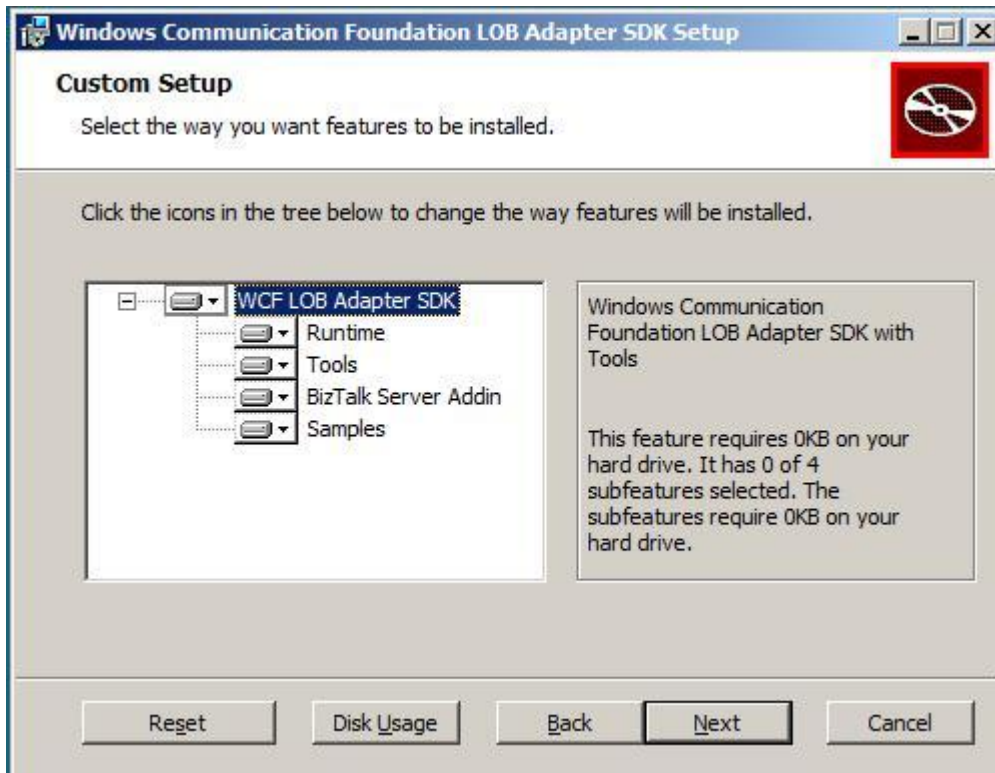 Windows Communication Foundation LOB Adapter SDK Setup
Custom Setup
Select the way you want features to be installed.
Click the icons in the tree below to change the way features will be installed.
WCF LOB Adapter SDK
Runtime
Tools
BizTalk Server Addin
Samples
Windows Communication
Foundation LOB Adapter SDK with
Tools
This feature requires 0KB on your
hard drive. It has 0 of 4
subfeatures selected. The
subfeatures require 0KB on your
hard drive.
Reset
Disk Usage
Back
Next
Cancel